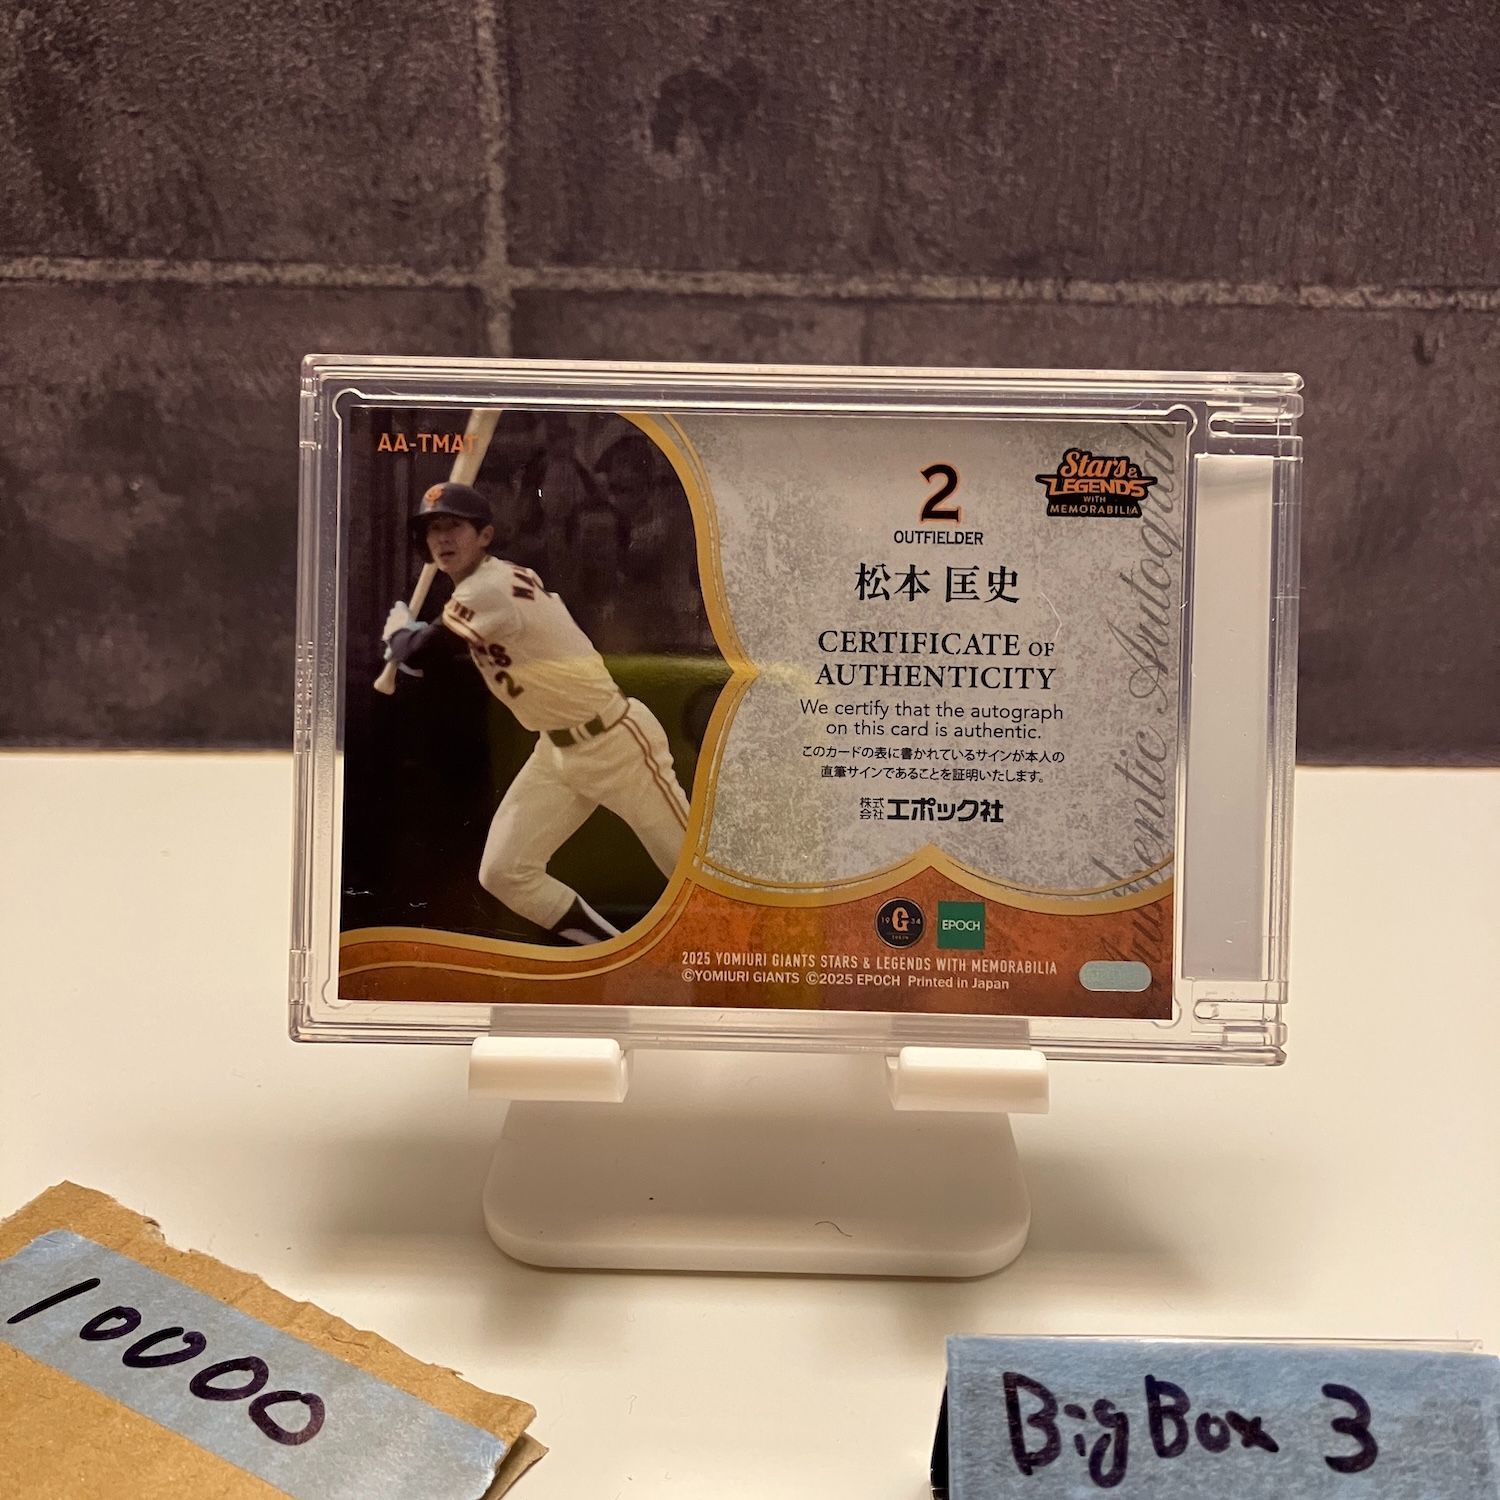 AA-TMAT
2
OUTFIELDER
Stars &
LEGENDS
WITH
MEMORABILIA
松本 匡史
CERTIFICATE OF
AUTHENTICITY
We certify that the autograph
on this card is authentic.
このカードの表に書かれているサインが本人の
直筆サインであることを証明いたします。
株式
会社 エポック社
Authentic Autograph
19 G 34
EPOCH
2025 YOMIURI GIANTS STARS & LEGENDS WITH MEMORABILIA
©YOMIURI GIANTS ©2025 EPOCH Printed in Japan
2
10000
BigBox 3